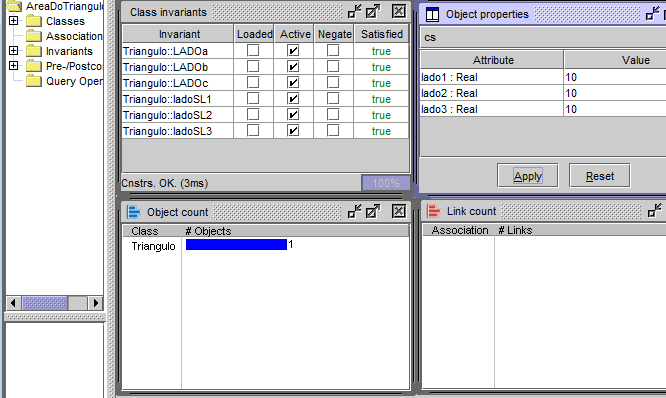 AreaDoTriangulo
Classes
Association
Invariants
Pre-/Postco
Query Oper
Class invariants
Invariant Loaded Active Negate Satisfied
Triangulo::LADOa true
Triangulo::LADOb true
Triangulo::LADOc true
Triangulo::ladoSL1 true
Triangulo::ladoSL2 true
Triangulo::ladoSL3 true
Cnstrs. OK. (3ms) 100%
Object properties
cs
Attribute Value
lado1 : Real 10
lado2 : Real 10
lado3 : Real 10
Apply Reset
Object count
Class # Objects
Triangulo 1
Link count
Association # Links